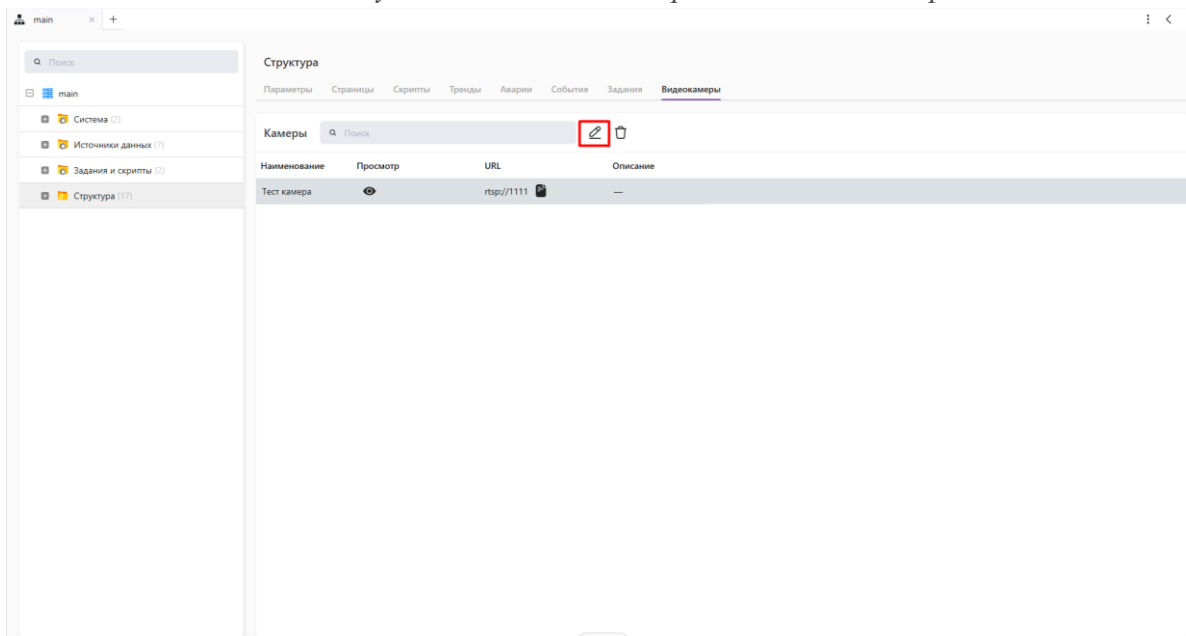 main × +
Поиск
main
Система (2)
Источники данных (7)
Задания и скрипты (2)
Структура (17)
Структура
Параметры Страницы Скрипты Тренды Аварии События Задания Видеокамеры
Камеры Поиск
Наименование Просмотр URL Описание
Тест камера rtsp://1111 —